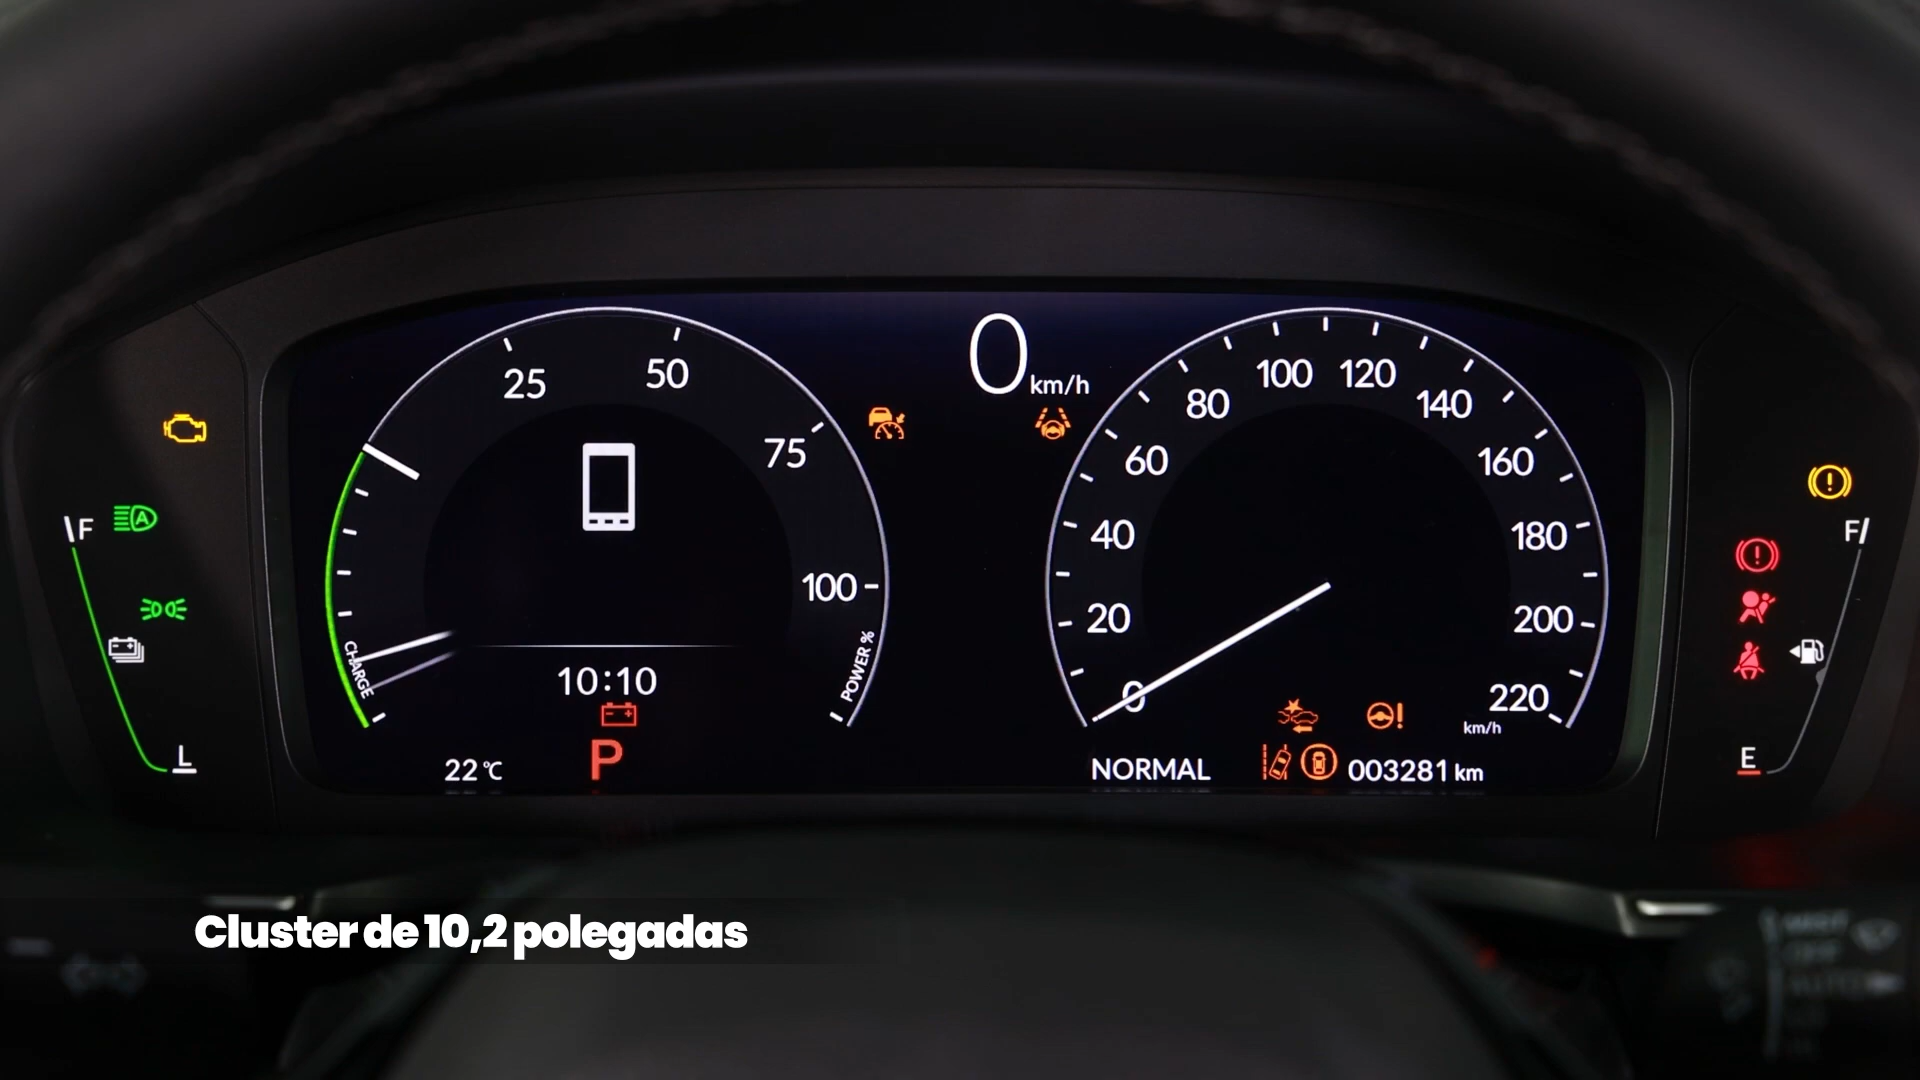 0 km/h
25 50 75 100
CHARGE
POWER %
10:10
22 °C
P
0 20 40 60 80 100 120 140 160 180 200 220
km/h
NORMAL
003281 km
F
A
L
F
E
Cluster de 10,2 polegadas
AUTO